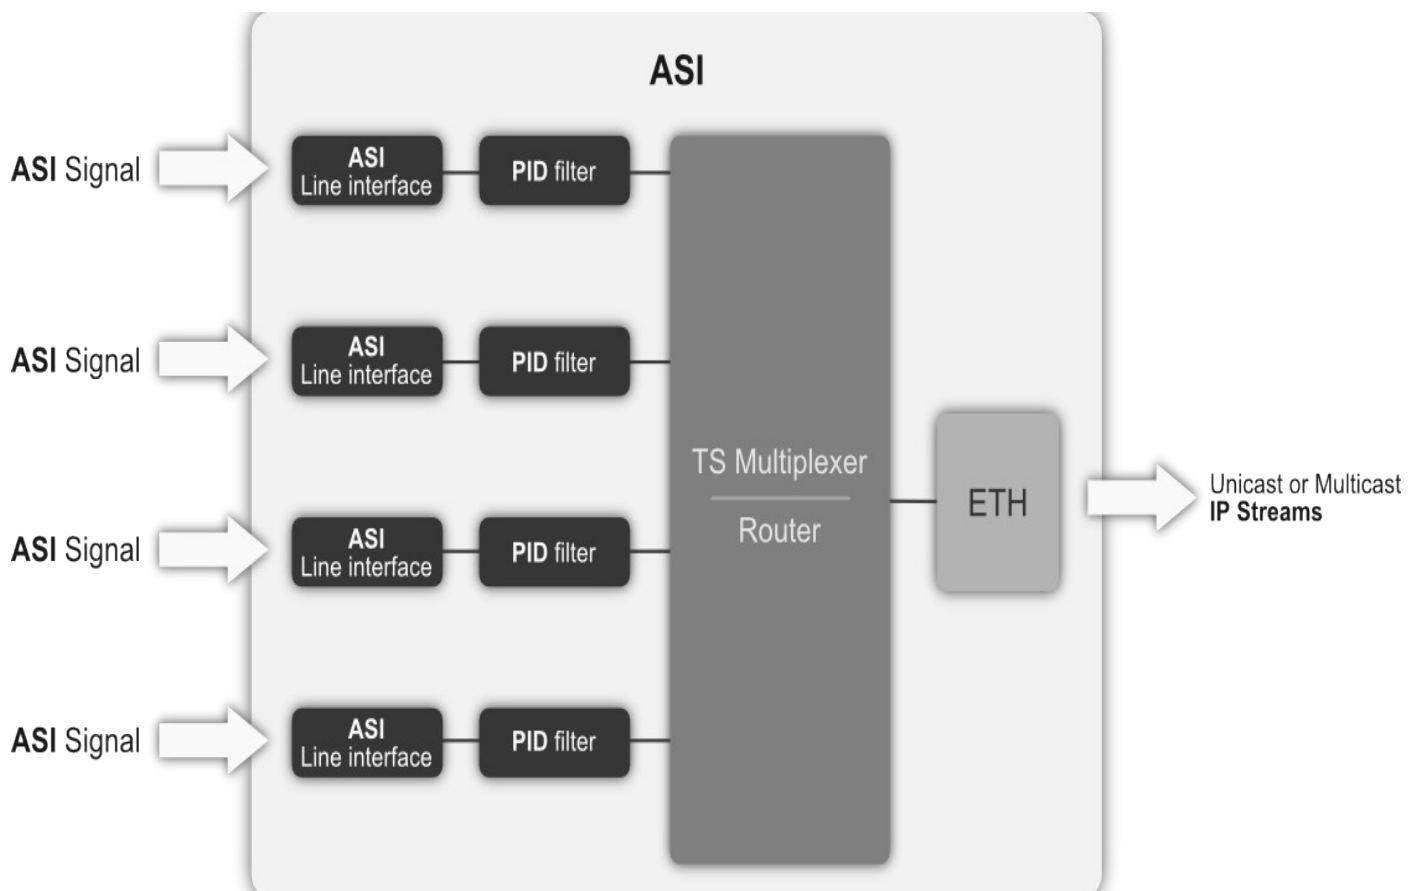 ASI
ASI Signal
ASI
Line interface
PID filter
ASI Signal
ASI
Line interface
PID filter
TS Multiplexer
Router
ETH
Unicast or Multicast
IP Streams
ASI Signal
ASI
Line interface
PID filter
ASI Signal
ASI
Line interface
PID filter